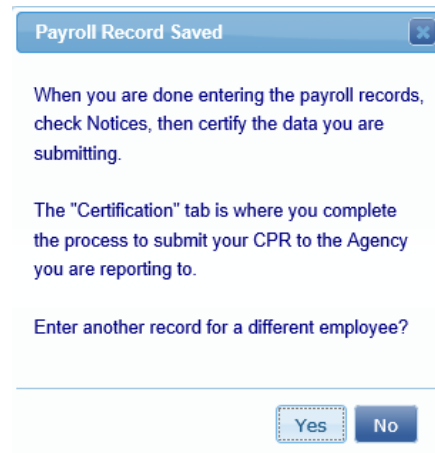 Payroll Record Saved
When you are done entering the payroll records,
check Notices, then certify the data you are
submitting.
The "Certification" tab is where you complete
the process to submit your CPR to the Agency
you are reporting to.
Enter another record for a different employee?
Yes No